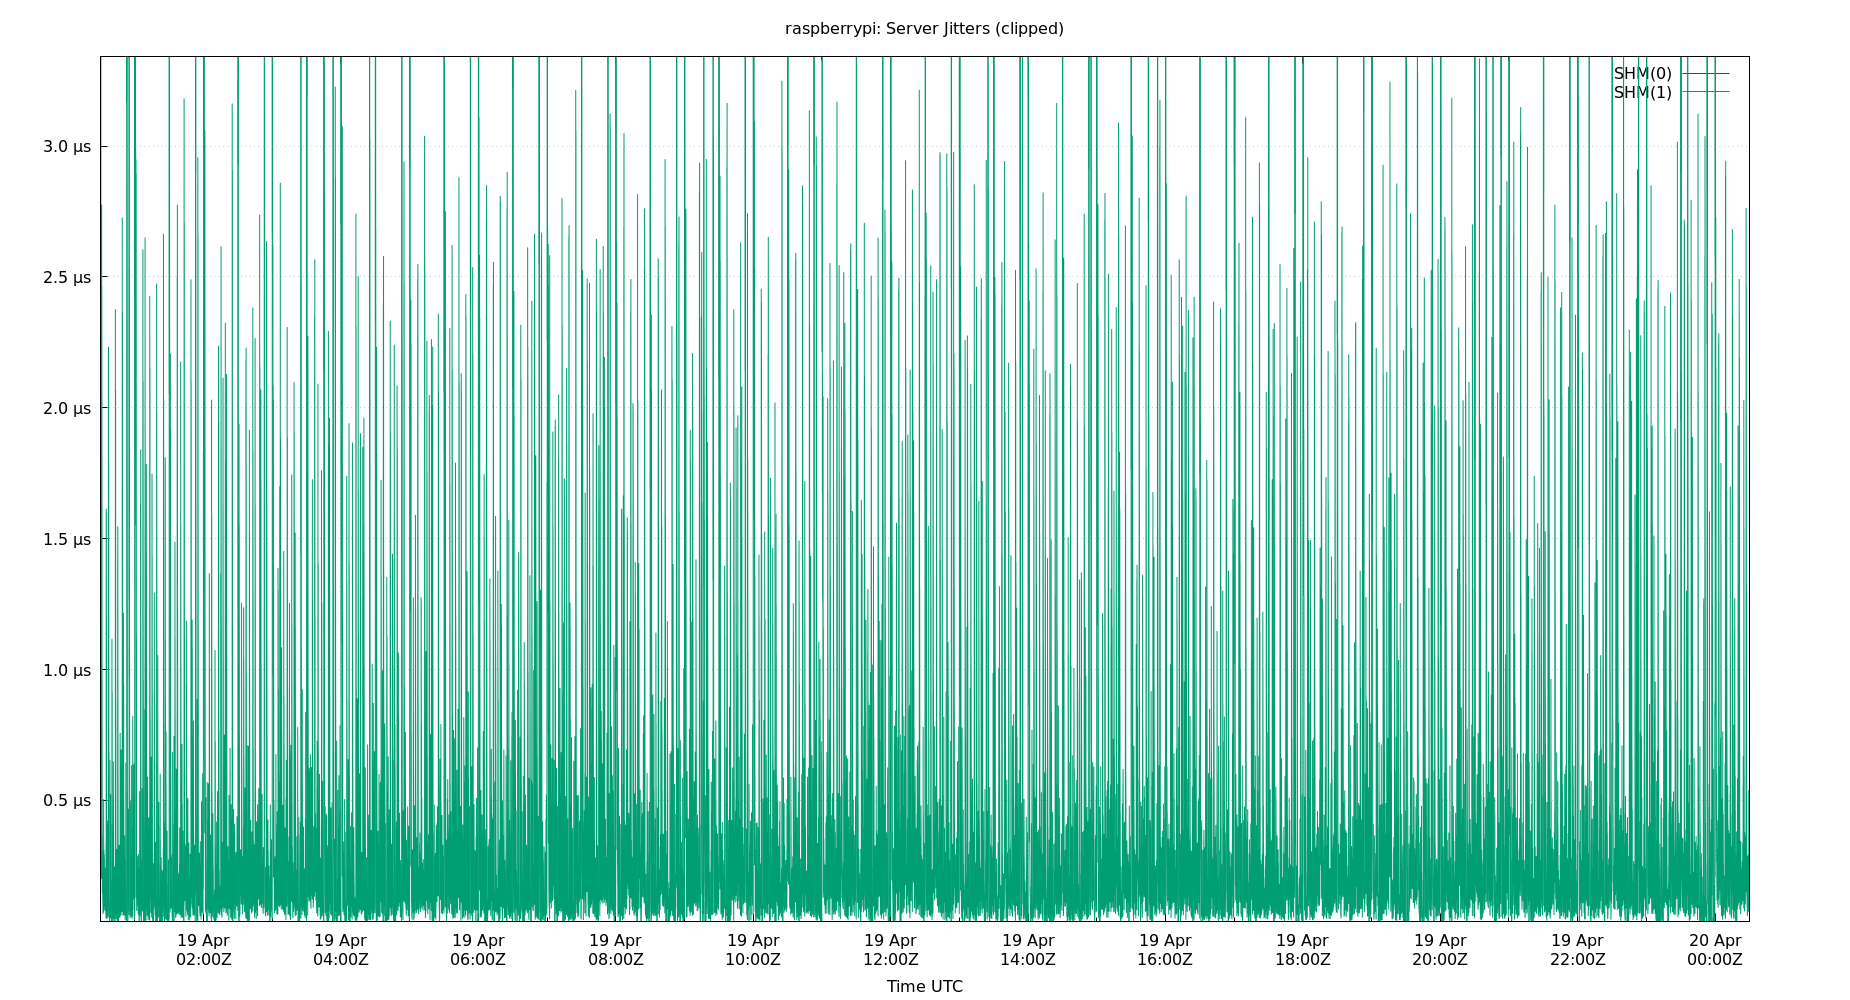 raspberrypi: Server Jitters (clipped)
SHM(0)
SHM(1)
3.0 μs
2.5 μs
2.0 μs
1.5 μs
1.0 μs
0.5 μs
19 Apr 19 Apr 19 Apr 19 Apr 19 Apr 19 Apr 19 Apr 19 Apr 19 Apr 19 Apr 19 Apr 20 Apr
02:00Z 04:00Z 06:00Z 08:00Z 10:00Z 12:00Z 14:00Z 16:00Z 18:00Z 20:00Z 22:00Z 00:00Z
Time UTC